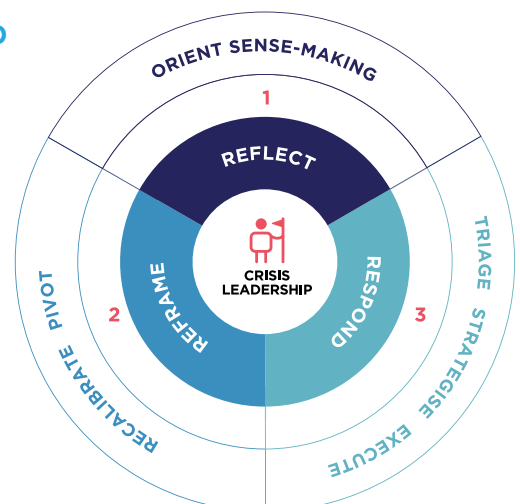 ORIENT SENSE-MAKING
1
REFLECT
CRISIS
LEADERSHIP
2
REFRAME
RECALIBRATE PIVOT
3
RESPOND
TRIAGE STRATEGISE EXECUTE